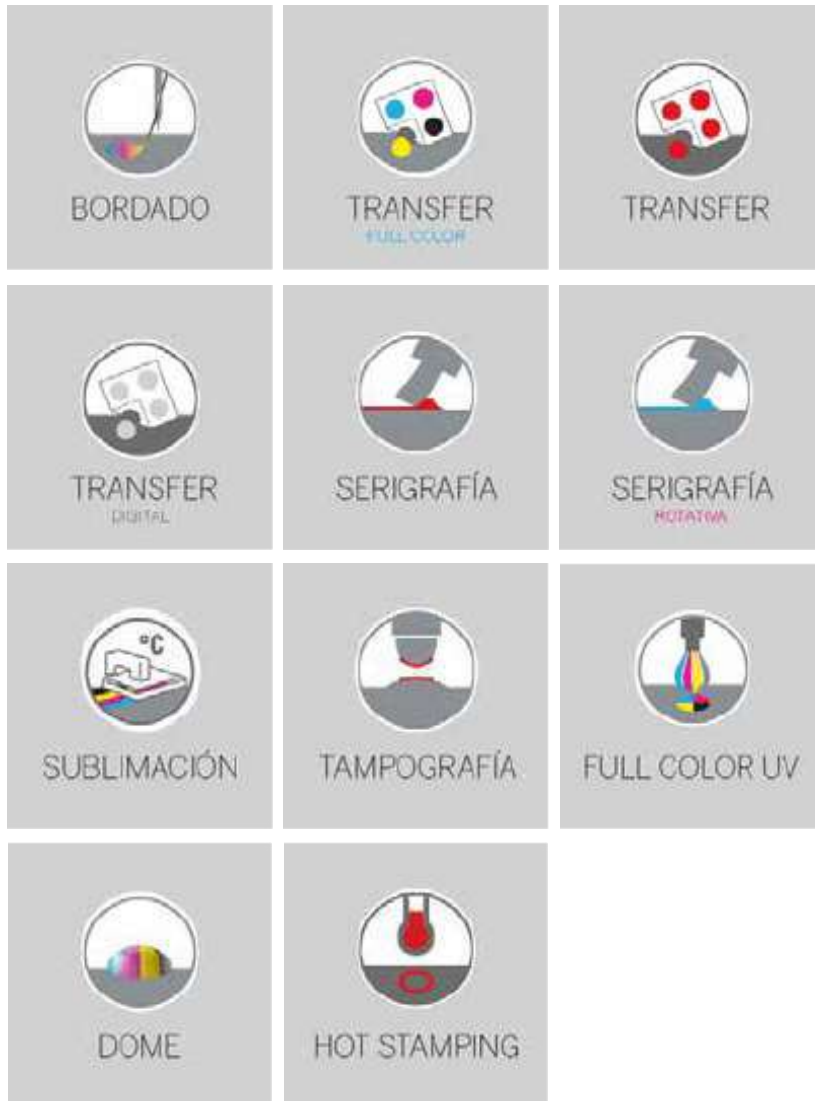 BORDADO
TRANSFER
FULL COLOR
TRANSFER
TRANSFER
DIGITAL
SERIGRAFÍA
SERIGRAFÍA
ROTATIVA
°C
SUBLIMACIÓN
TAMPOGRAFÍA
FULL COLOR UV
DOME
HOT STAMPING